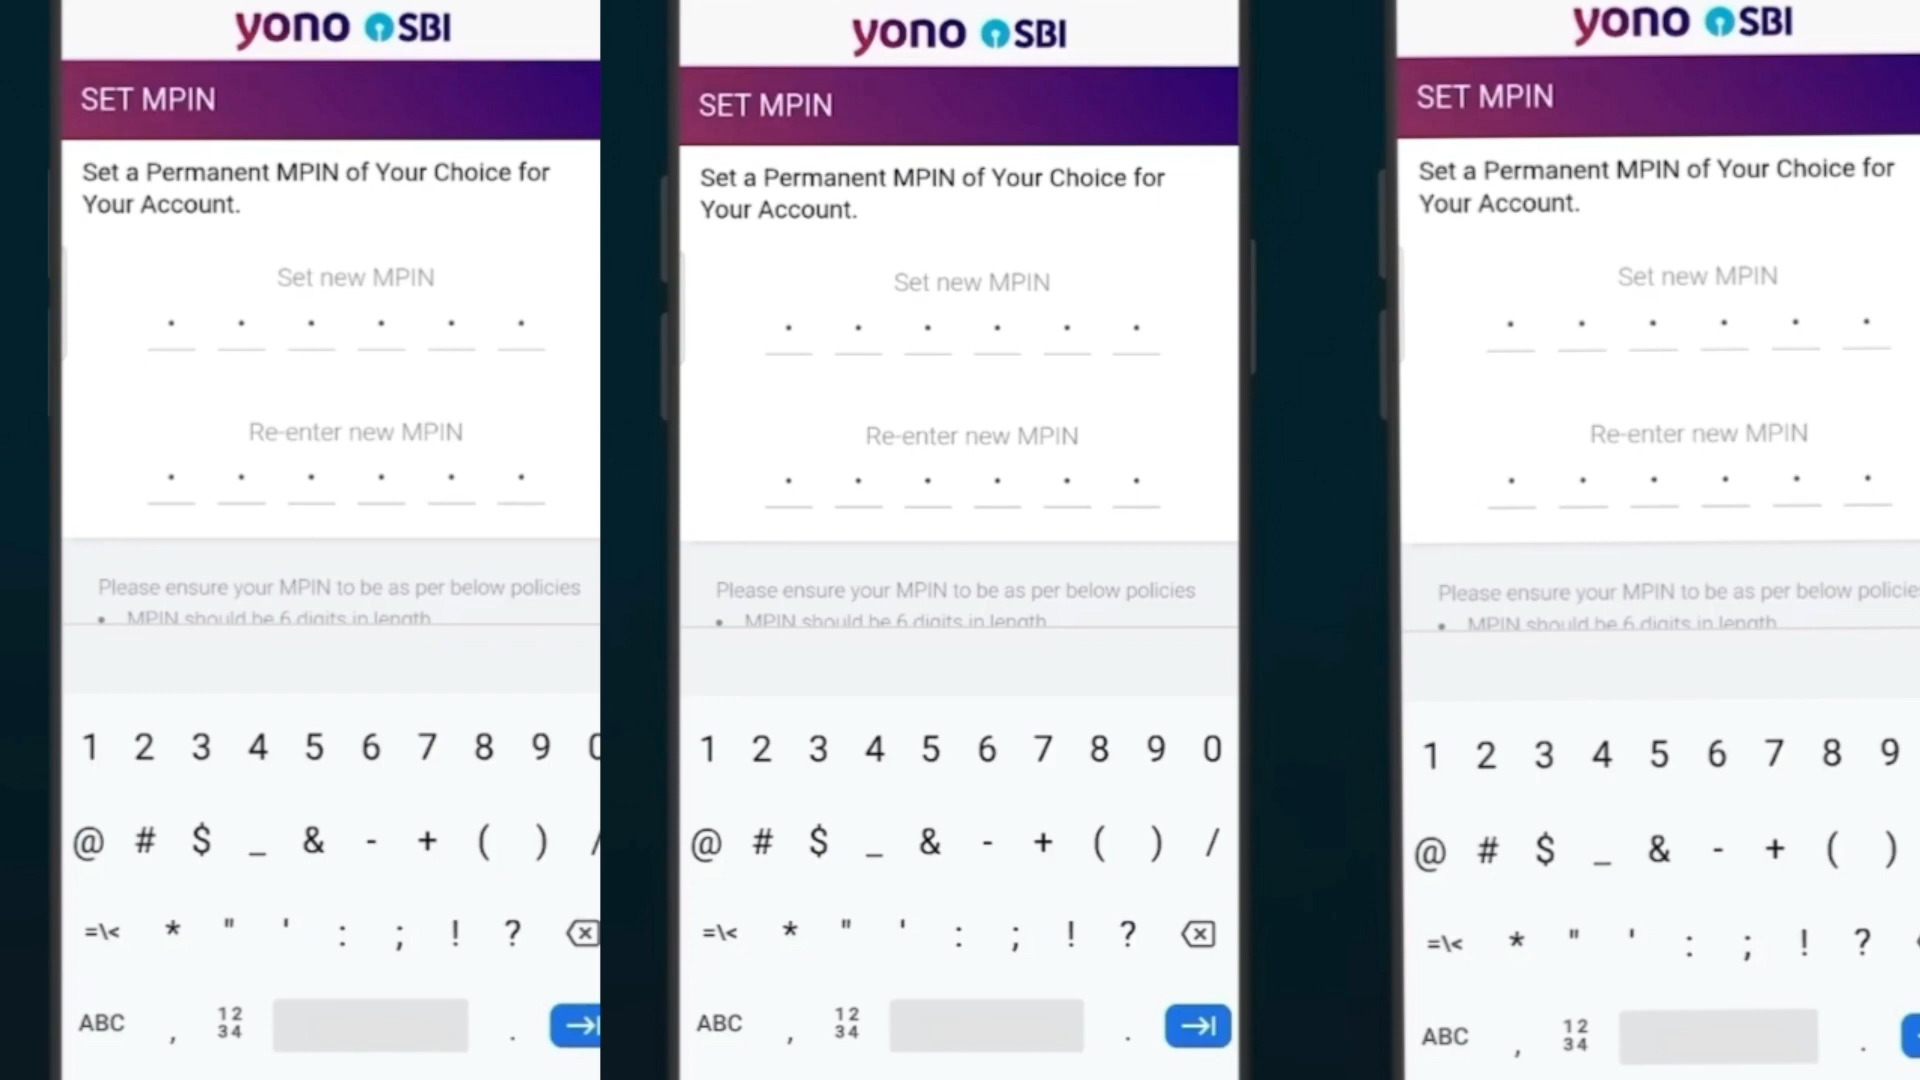 yono SBI
SET MPIN
Set a Permanent MPIN of Your Choice for
Your Account.
Set new MPIN
Re-enter new MPIN
Please ensure your MPIN to be as per below policies
• MPIN should be 6 digits in length
1 2 3 4 5 6 7 8 9 0
@ # $ _ & - + ( ) /
=\< * " ' : ; ! ?
ABC , 12 34 .
yono SBI
SET MPIN
Set a Permanent MPIN of Your Choice for
Your Account.
Set new MPIN
Re-enter new MPIN
Please ensure your MPIN to be as per below policies
• MPIN should be 6 digits in length
1 2 3 4 5 6 7 8 9 0
@ # $ _ & - + ( ) /
=\< * " ' : ; ! ?
ABC , 12 34 .
yono SBI
SET MPIN
Set a Permanent MPIN of Your Choice for
Your Account.
Set new MPIN
Re-enter new MPIN
Please ensure your MPIN to be as per below policies
• MPIN should be 6 digits in length
1 2 3 4 5 6 7 8 9
@ # $ _ & - + ( )
=\< * " ' : ; ! ?
ABC , 12 34 .